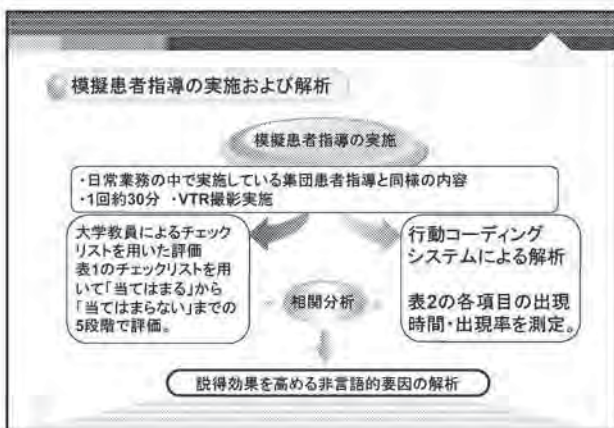 模擬患者指導の実施および解析
模擬患者指導の実施
・日常業務の中で実施している集団患者指導と同様の内容
・1回約30分 ・VTR撮影実施
大学教員によるチェック
リストを用いた評価
表1のチェックリストを用
いて「当てはまる」から
「当てはまらない」までの
5段階で評価。
相関分析
行動コーディング
システムによる解析
表2の各項目の出現
時間・出現率を測定。
説得効果を高める非言語的要因の解析